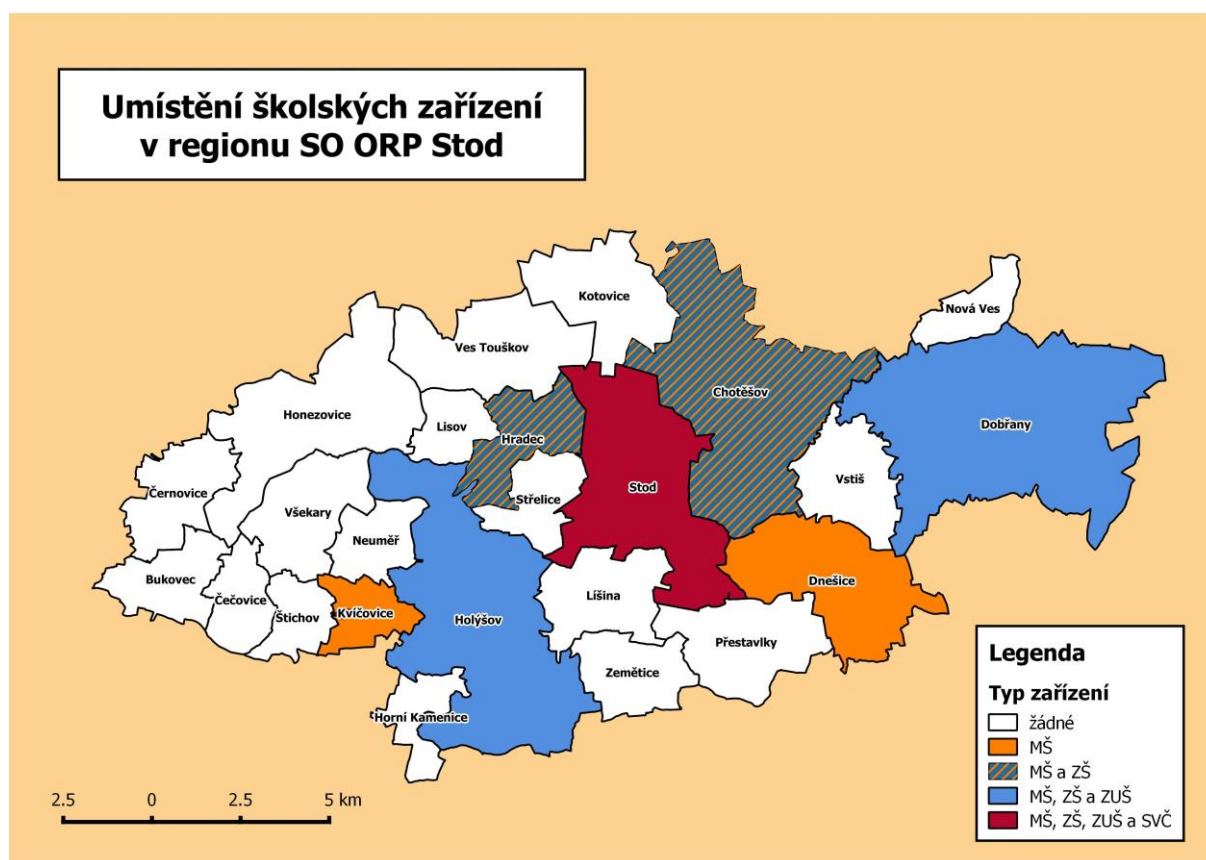 Umístění školských zařízení
v regionu SO ORP Stod
Kotovice
Nová Ves
Ves Touškov
Chotěšov
Honezovice
Lisov
Hradec
Dobřany
Černovice
Všekary
Střelice
Stod
Vstiš
Neuměř
Bukovec
Čečovice
Štichov
Kvíčovice
Holýšov
Lišina
Dnešice
Přestavlky
Zemětice
Horní Kamenice
Legenda
Typ zařízení
žádné
MŠ
MŠ a ZŠ
MŠ, ZŠ a ZUŠ
MŠ, ZŠ, ZUŠ a SVČ
2.5 0 2.5 5 km